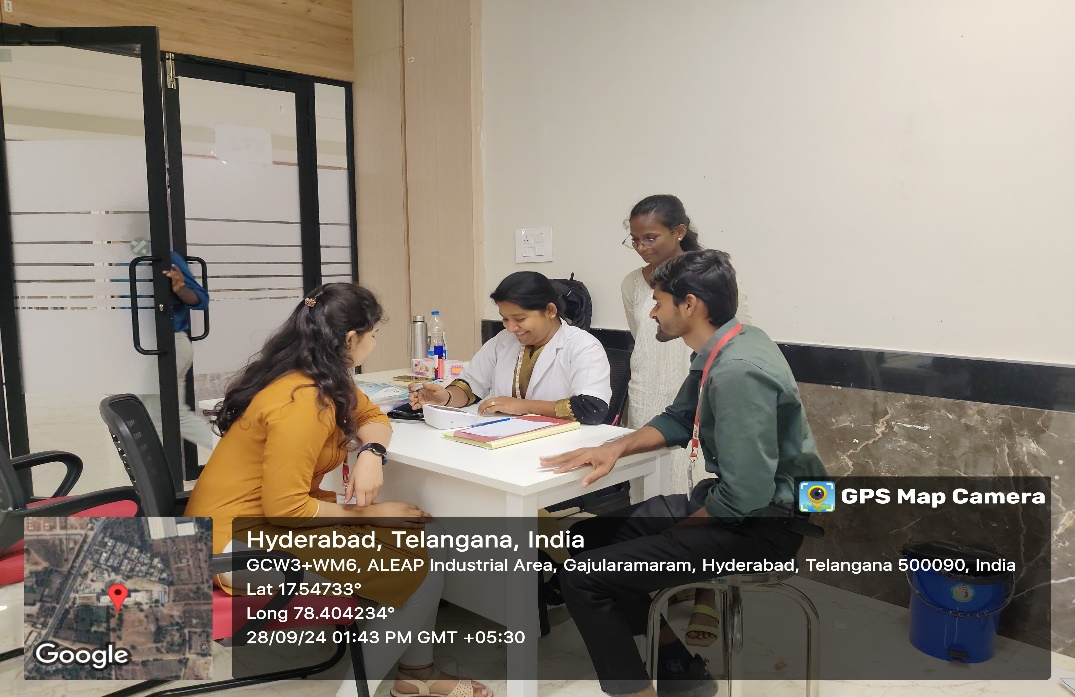 GPS Map Camera
Hyderabad, Telangana, India
GCW3+WM6, ALEAP Industrial Area, Gajularamaram, Hyderabad, Telangana 500090, India
Lat 17.54733°
Long 78.404234°
28/09/24 01:43 PM GMT +05:30
Google